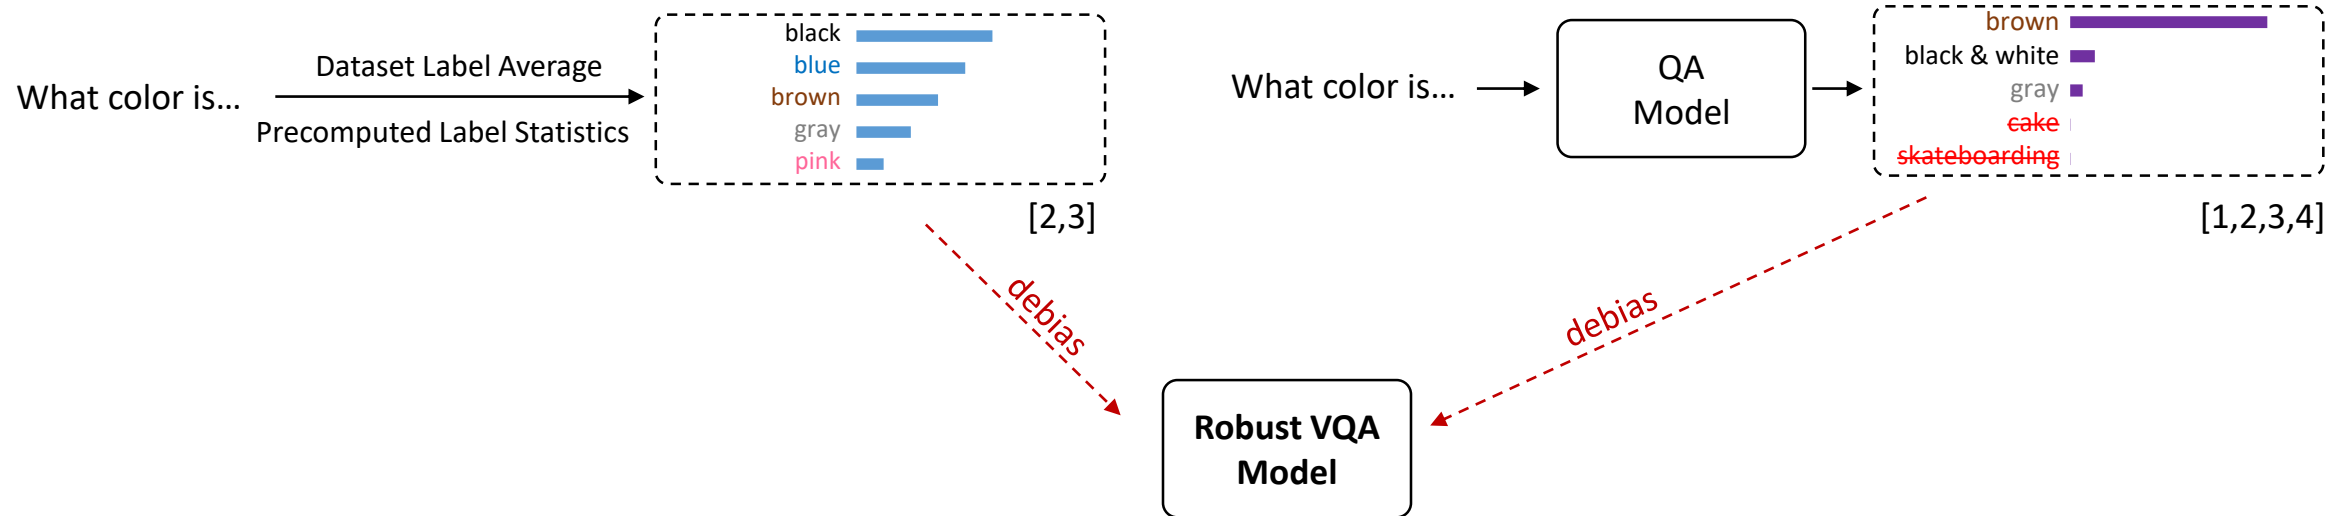 What color is…
Dataset Label Average
Precomputed Label Statistics
black
blue
brown
gray
pink
[2,3]
What color is…
QA
Model
brown
black & white
gray
cake
skateboarding
[1,2,3,4]
debias
debias
Robust VQA
Model